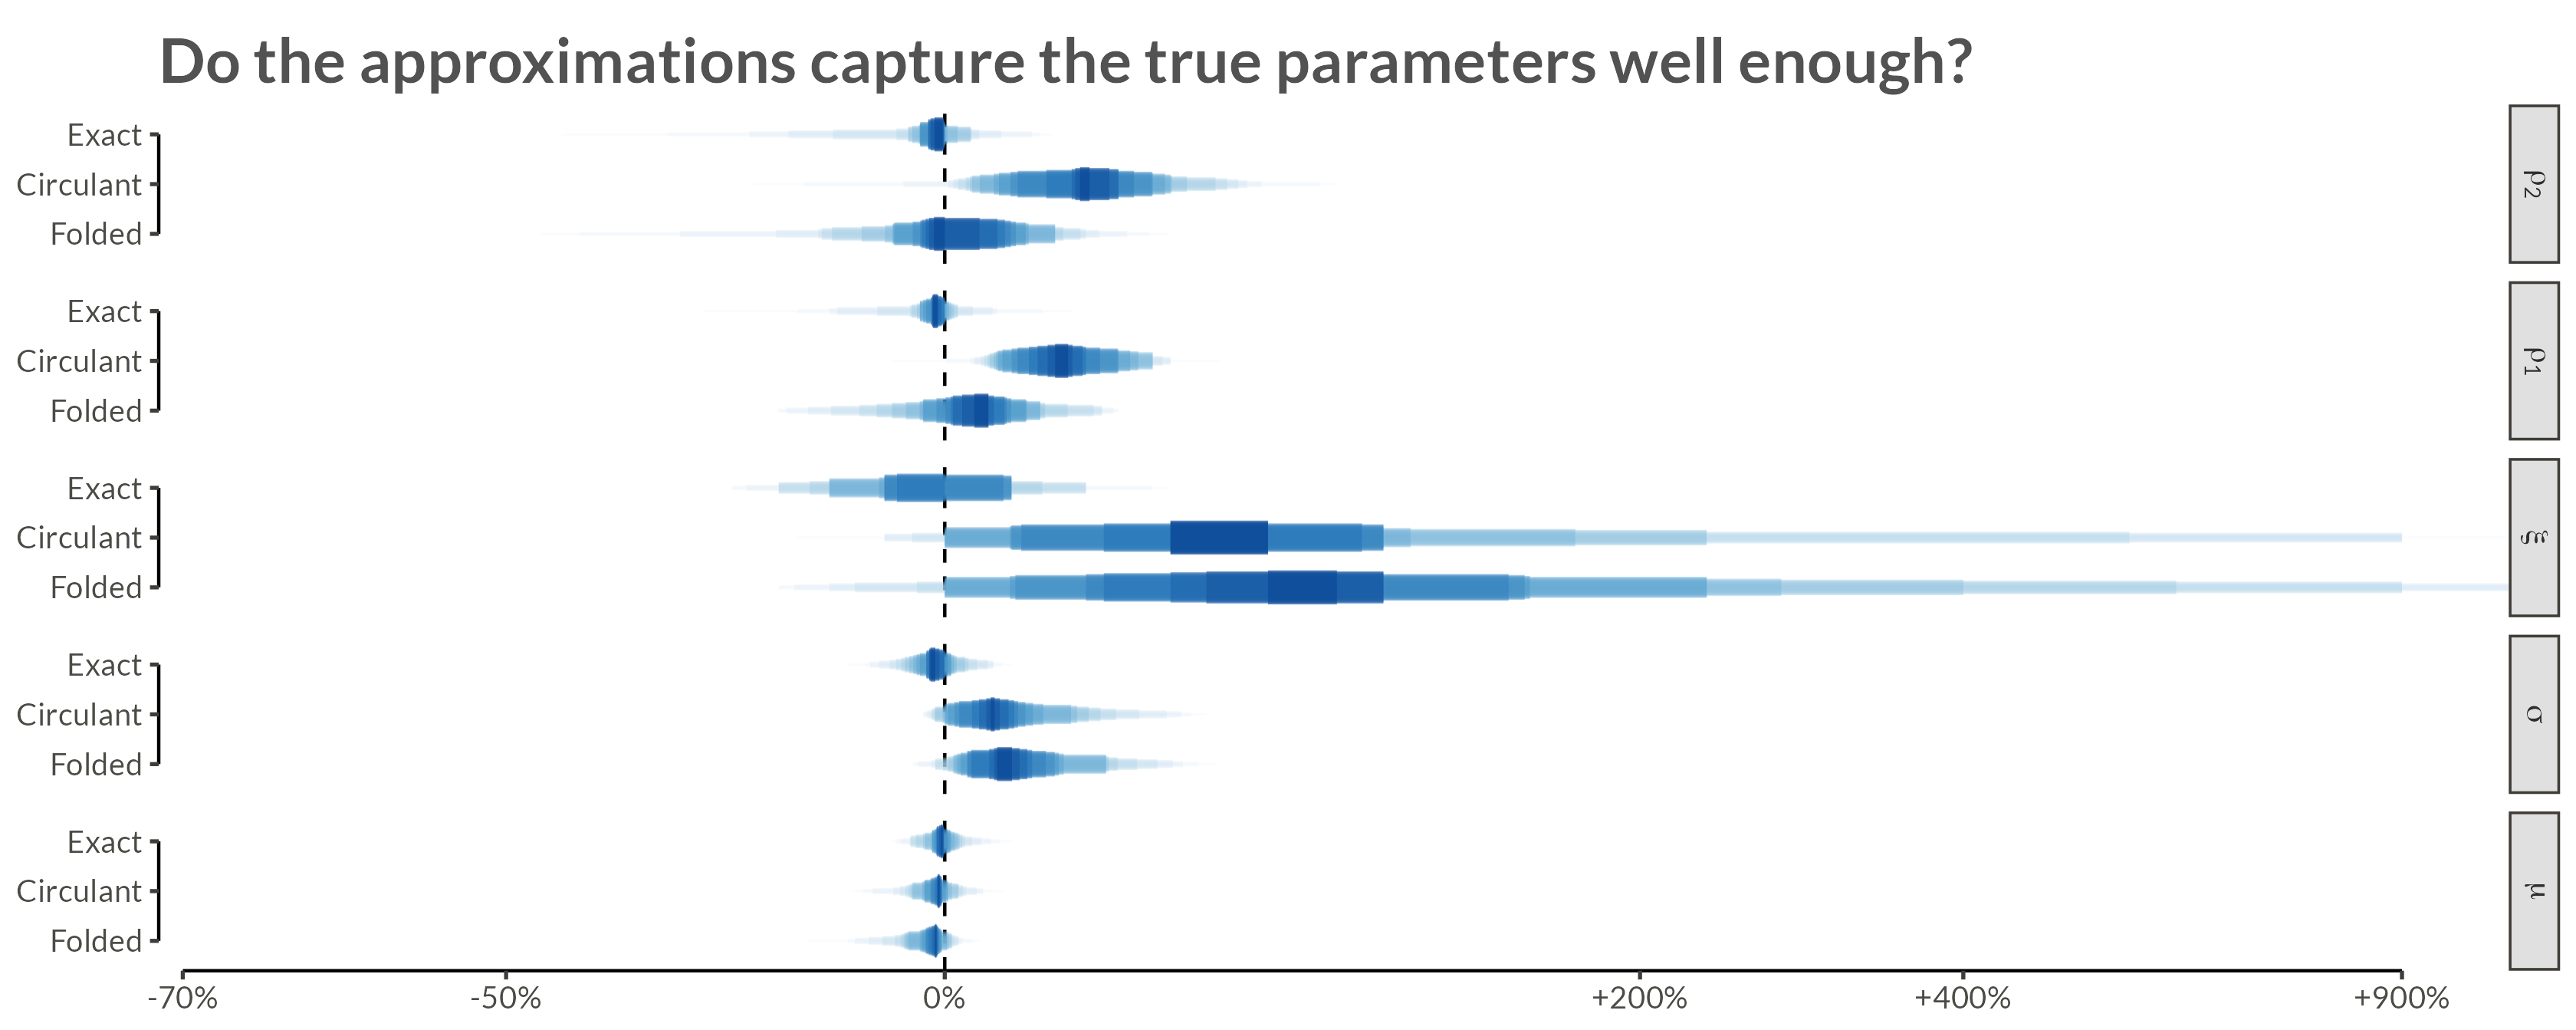 Do the approximations capture the true parameters well enough?
Exact
Circulant
Folded
ρ2
Exact
Circulant
Folded
ρ1
Exact
Circulant
Folded
ξ
Exact
Circulant
Folded
σ
Exact
Circulant
Folded
μ
-70% -50% 0% +200% +400% +900%